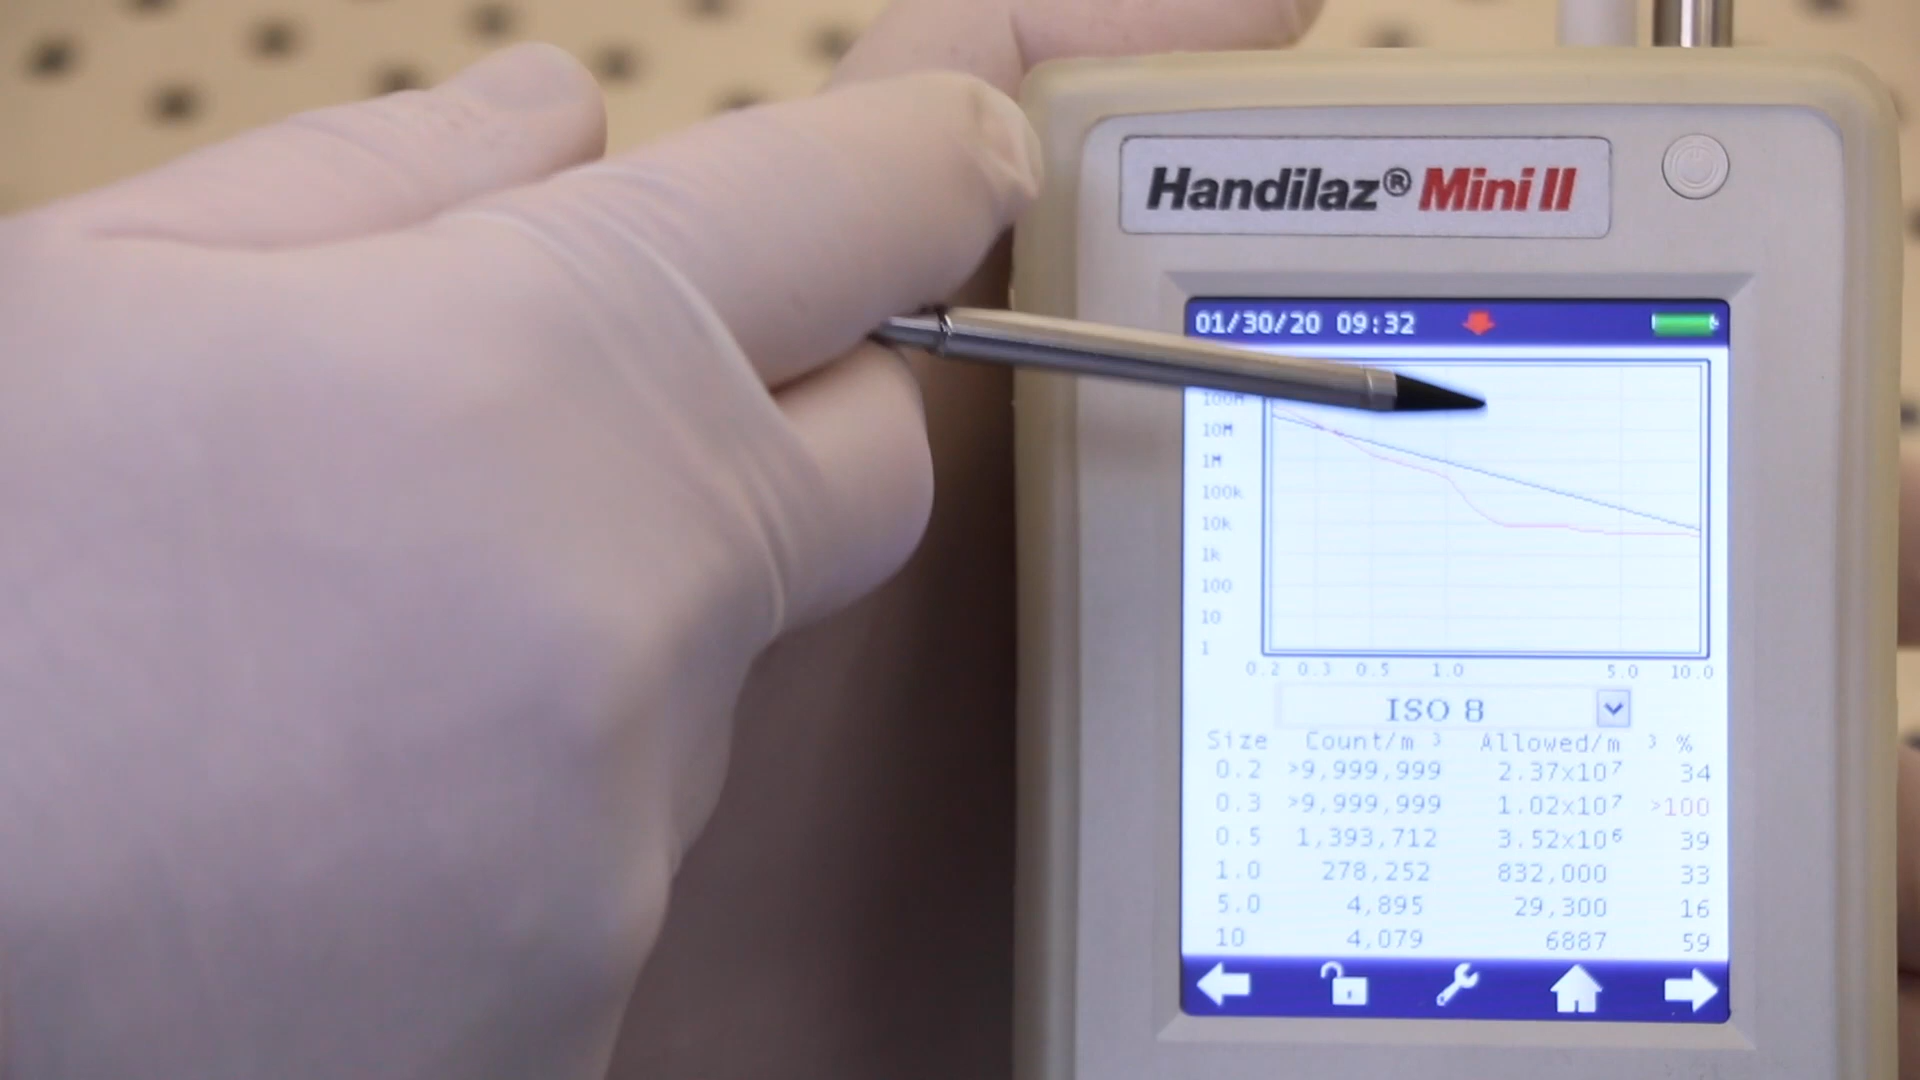 Handilaz® Mini II
01/30/20 09:32
100M
10M
1M
100k
10k
1k
100
10
1
0.2 0.3 0.5 1.0 5.0 10.0
ISO 8
Size Count/m ³ Allowed/m ³ %
0.2 >9,999,999 2.37x10⁷ 34
0.3 >9,999,999 1.02x10⁷ >100
0.5 1,393,712 3.52x10⁶ 39
1.0 278,252 832,000 33
5.0 4,895 29,300 16
10 4,079 6887 59